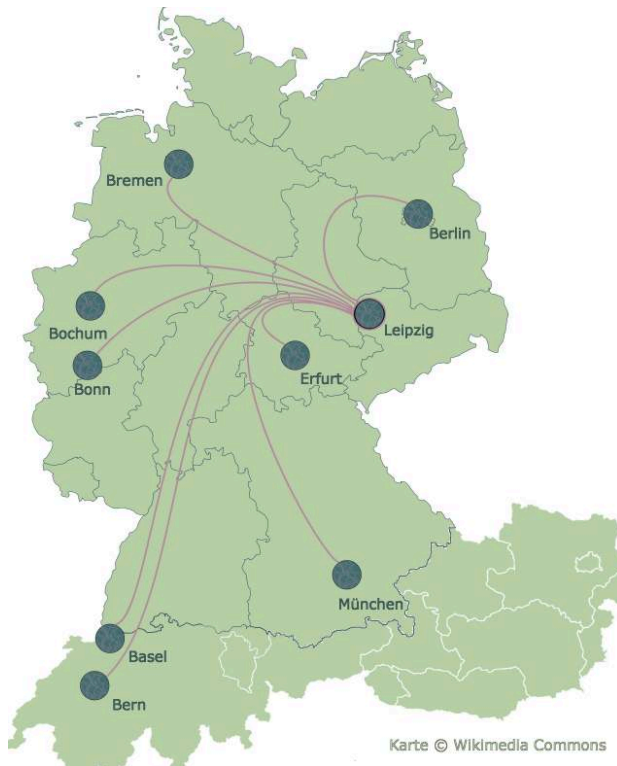 Bremen
Berlin
Bochum
Leipzig
Bonn
Erfurt
München
Basel
Bern
Karte © Wikimedia Commons